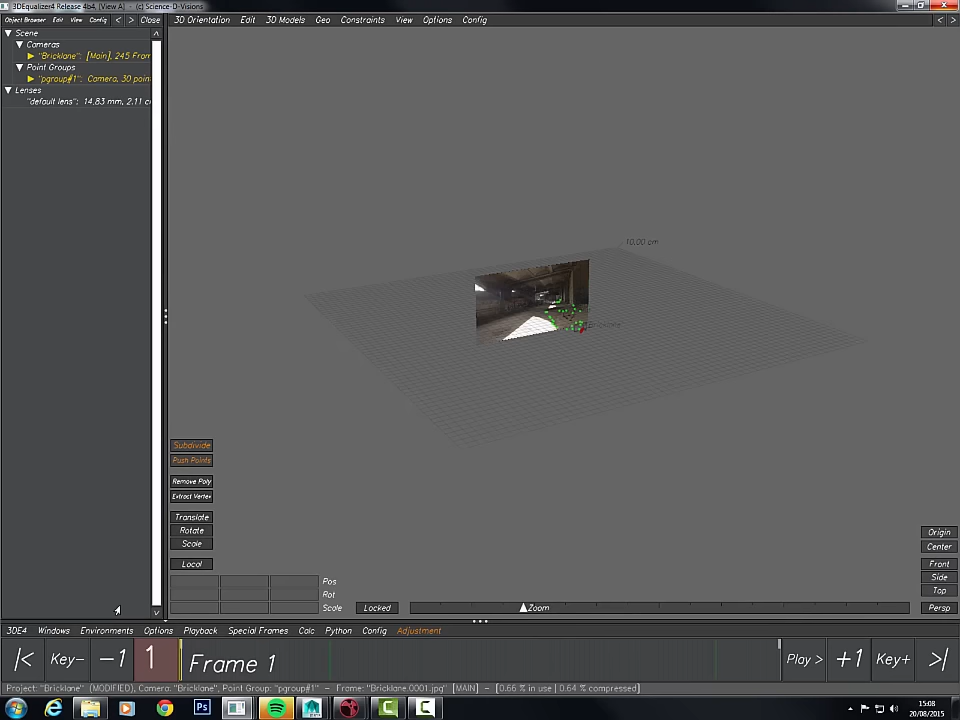 3DEqualizer4 Release 4b4, [View A] - (c) Science-D-Visions
Object Browser Edit View Config < > Close
3D Orientation Edit 3D Models Geo Constraints View Options Config < >
Scene
Cameras
"Bricklane": [Main], 245 Fram
Point Groups
"pgroup#1": Camera, 30 point
Lenses
"default lens": 14.83 mm, 2.11 c
10.00 cm
Subdivide
Push Points
Remove Poly
Extract Vertex
Translate
Rotate
Scale
Local
Pos
Rot
Scale Locked Zoom
Origin
Center
Front
Side
Top
Persp
3DE4 Windows Environments Options Playback Special Frames Calc Python Config Adjustment
|< Key- -1 1 Frame 1 Play > +1 Key+ >|
Project: "Bricklane" (MODIFIED), Camera: "Bricklane", Point Group: "pgroup#1" - Frame: "Bricklane.0001.jpg" [MAIN] - [0.66 % in use | 0.64 % compressed]
Ps
15:08
20/08/2015